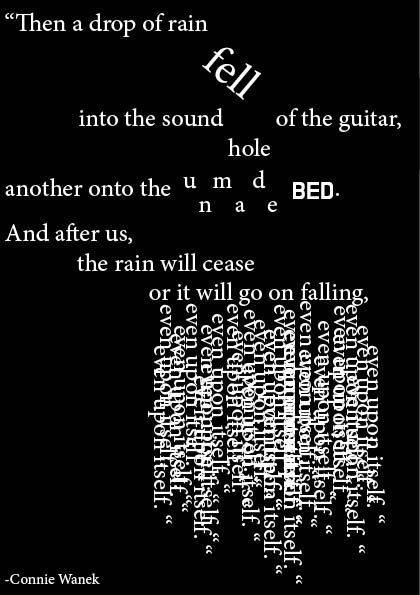 “Then a drop of rain
fell
into the sound of the guitar,
hole
another onto the unmade BED.
And after us,
the rain will cease
or it will go on falling,
even upon itself. “
-Connie Wanek